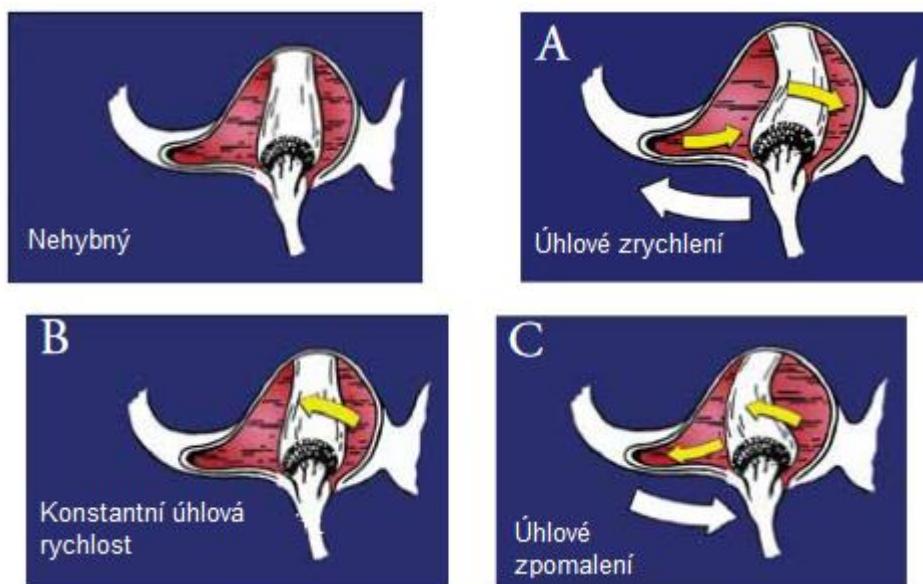 Nehybný
A
Úhlové zrychlení
B
Konstantní úhlová
rychlost
C
Úhlové
zpomalení